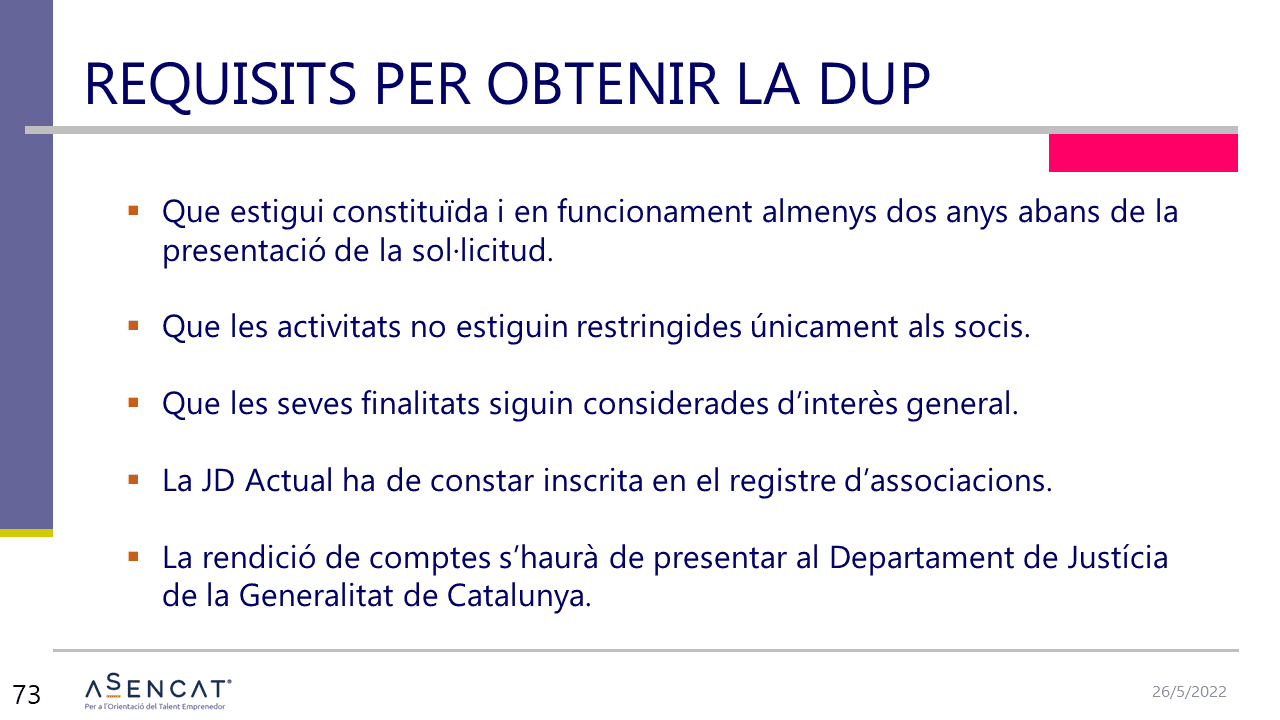 REQUISITS PER OBTENIR LA DUP
▪ Que estigui constituïda i en funcionament almenys dos anys abans de la
presentació de la sol·licitud.
▪ Que les activitats no estiguin restringides únicament als socis.
▪ Que les seves finalitats siguin considerades d’interès general.
▪ La JD Actual ha de constar inscrita en el registre d’associacions.
▪ La rendició de comptes s’haurà de presentar al Departament de Justícia
de la Generalitat de Catalunya.
73
ASENCAT®
Per a l'Orientació del Talent Emprenedor
26/5/2022